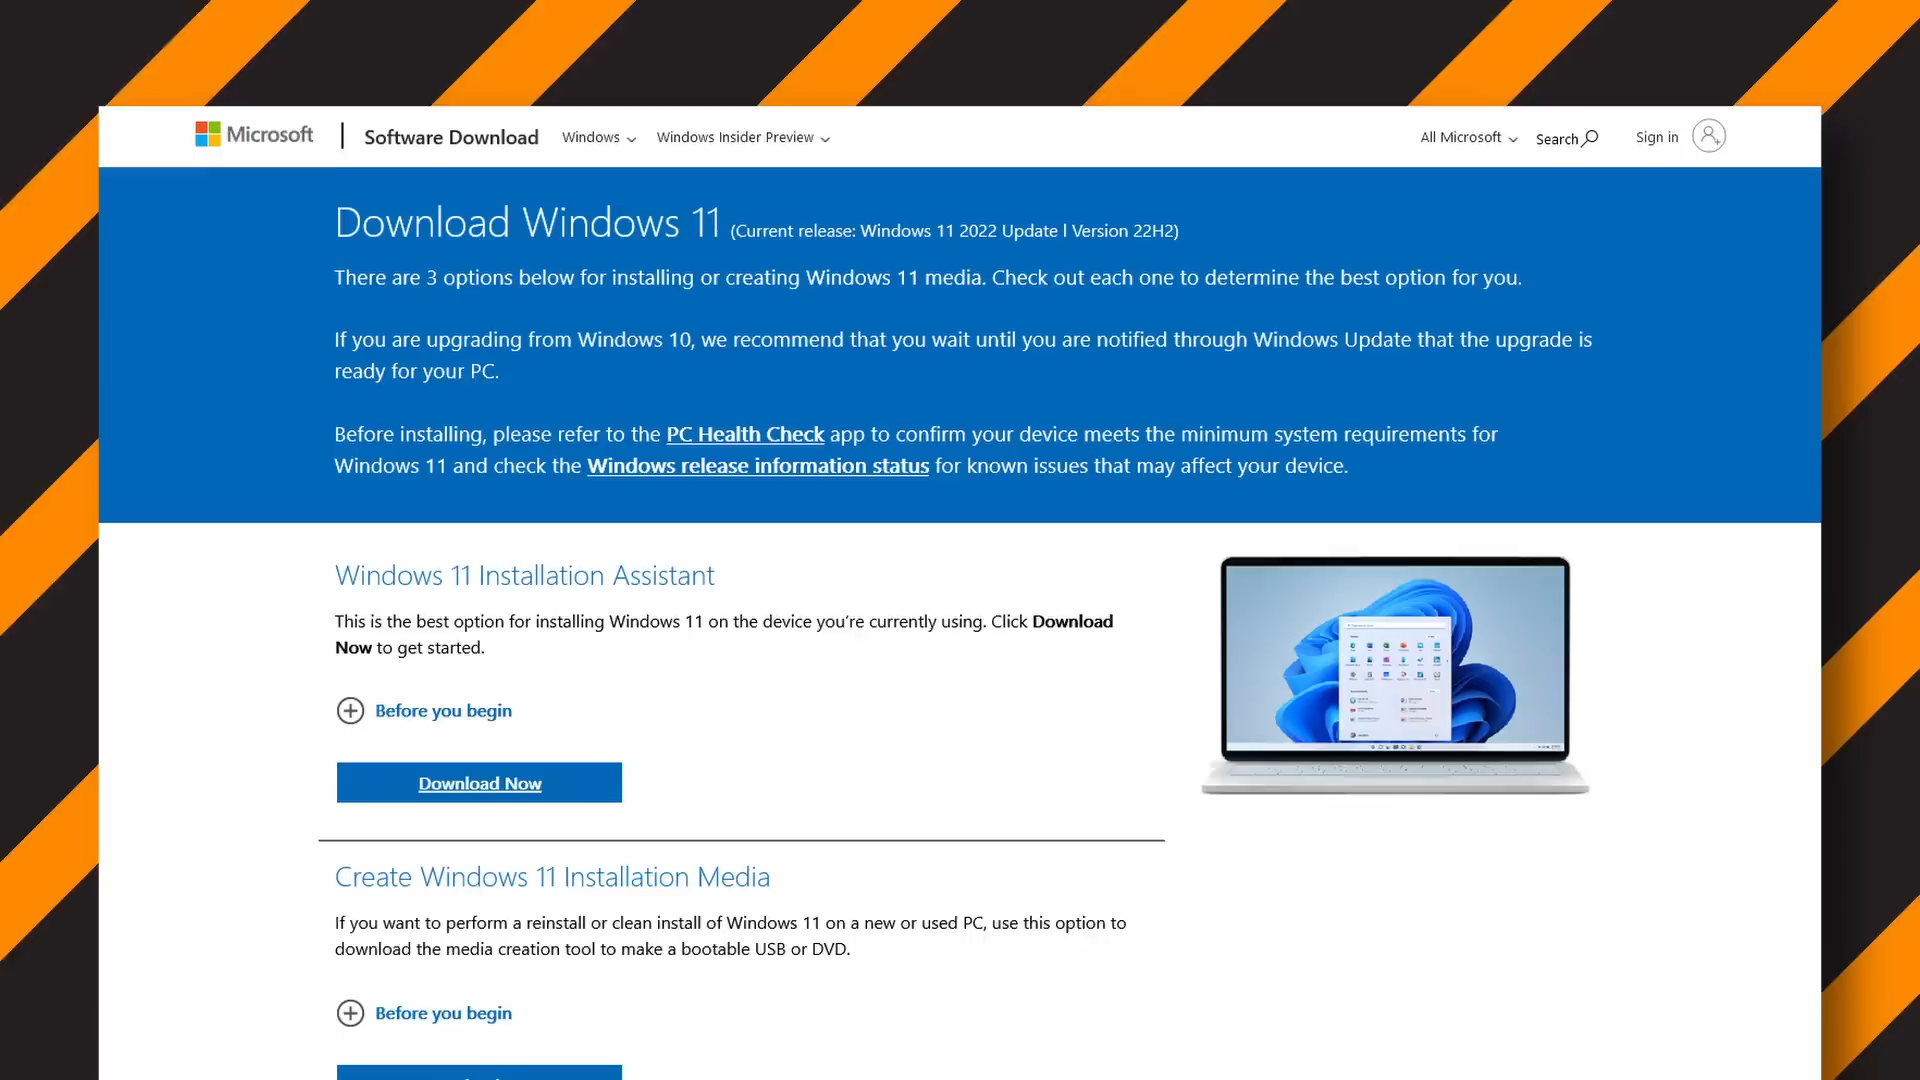 Microsoft | Software Download Windows Windows Insider Preview All Microsoft Search Sign in
Download Windows 11 (Current release: Windows 11 2022 Update l Version 22H2)
There are 3 options below for installing or creating Windows 11 media. Check out each one to determine the best option for you.
If you are upgrading from Windows 10, we recommend that you wait until you are notified through Windows Update that the upgrade is
ready for your PC.
Before installing, please refer to the PC Health Check app to confirm your device meets the minimum system requirements for
Windows 11 and check the Windows release information status for known issues that may affect your device.
Windows 11 Installation Assistant
This is the best option for installing Windows 11 on the device you’re currently using. Click Download
Now to get started.
Before you begin
Download Now
Create Windows 11 Installation Media
If you want to perform a reinstall or clean install of Windows 11 on a new or used PC, use this option to
download the media creation tool to make a bootable USB or DVD.
Before you begin